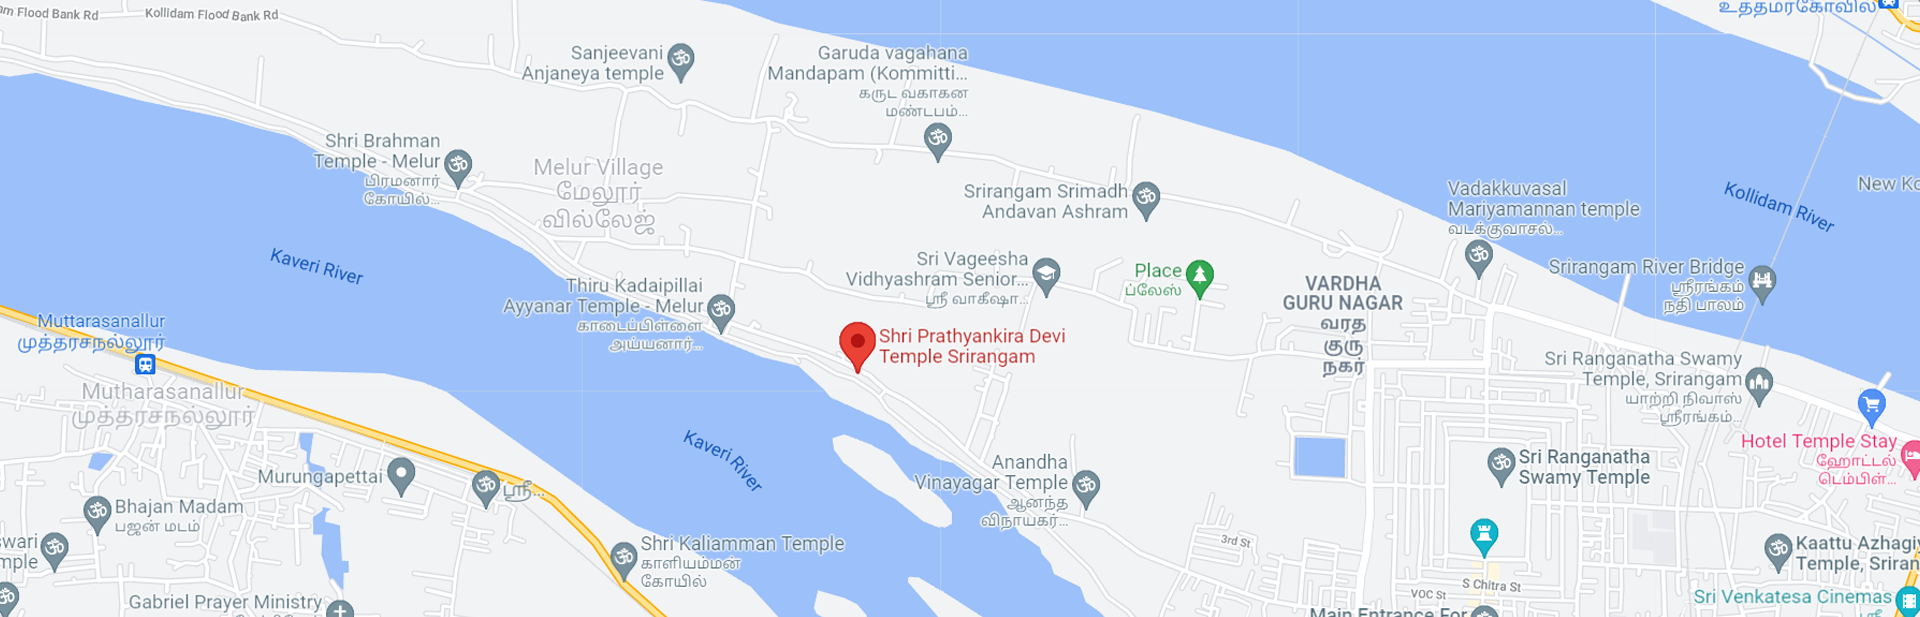 am Flood Bank Rd
Kollidam Flood Bank Rd
உத்தமர்கோவில்
Sanjeevani
Anjaneya temple
Garuda vagahana
Mandapam (Kommitti...
கருட வகாகன
மண்டபம்...
Shri Brahman
Temple - Melur
பிரமனார்
கோயில்...
Melur Village
மேலூர்
வில்லேஜ்
Srirangam Srimadh
Andavan Ashram
Vadakkuvasal
Mariyamannan temple
வடக்குவாசல்...
Kollidam River
New Ko
Kaveri River
Sri Vageesha
Vidhyashram Senior...
ஸ்ரீ வாகீஷா...
Place
ப்லேஸ்
VARDHA
GURU NAGAR
வரத
குரு
நகர்
Srirangam River Bridge
ஸ்ரீரங்கம்
நதி பாலம்
Thiru Kadaipillai
Ayyanar Temple - Melur
காடைப்பிள்ளை
அய்யனார்...
Muttarasanallur
முத்தரசநல்லூர்
Shri Prathyankira Devi
Temple Srirangam
Sri Ranganatha Swamy
Temple, Srirangam
யாற்றி நிவாஸ்
ஸ்ரீரங்கம்...
Mutharasanallur
முத்தரசநல்லூர்
Kaveri River
Hotel Temple Stay
ஹோட்டல்
டெம்பிள்...
Murungapettai
ஸ்ரீ...
Anandha
Vinayagar Temple
ஆனந்த
விநாயகர்...
Sri Ranganatha
Swamy Temple
Bhajan Madam
பஜன் மடம்
swari
mple
Shri Kaliamman Temple
காளியம்மன்
கோயில்
3rd St
Kaattu Azhagiy
Temple, Sriran
S Chitra St
VOC St
Gabriel Prayer Ministry
Sri Venkatesa Cinemas
ஸ்ரீ
Main Entrance For